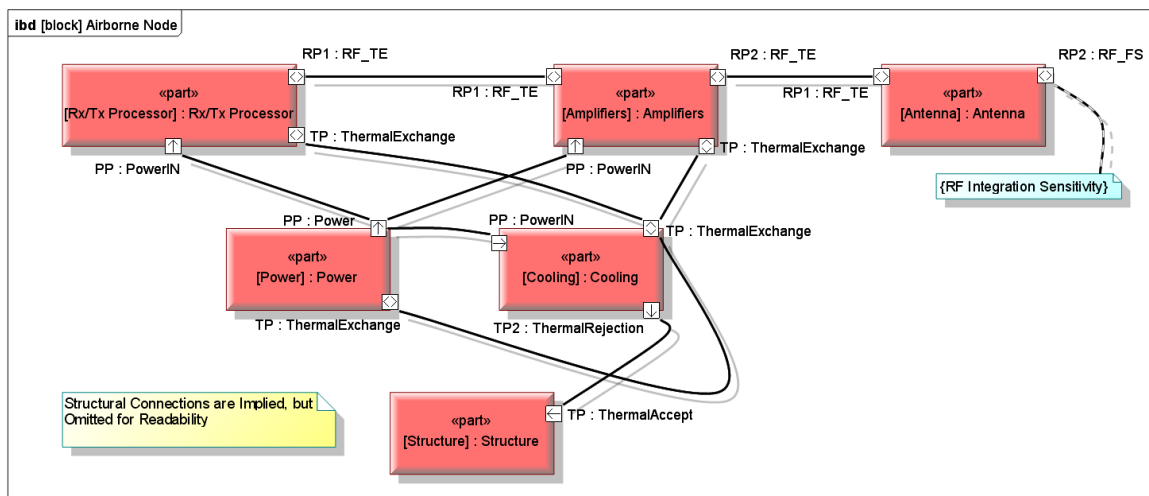 ibd [block] Airborne Node
RP1 : RF_TE
RP2 : RF_TE
RP2 : RF_FS
«part»
[Rx/Tx Processor] : Rx/Tx Processor
RP1 : RF_TE
«part»
[Amplifiers] : Amplifiers
RP1 : RF_TE
«part»
[Antenna] : Antenna
TP : ThermalExchange
TP : ThermalExchange
PP : PowerIN
PP : PowerIN
{RF Integration Sensitivity}
PP : Power
PP : PowerIN
TP : ThermalExchange
«part»
[Power] : Power
«part»
[Cooling] : Cooling
TP : ThermalExchange
TP2 : ThermalRejection
Structural Connections are Implied, but
Omitted for Readability
«part»
[Structure] : Structure
TP : ThermalAccept